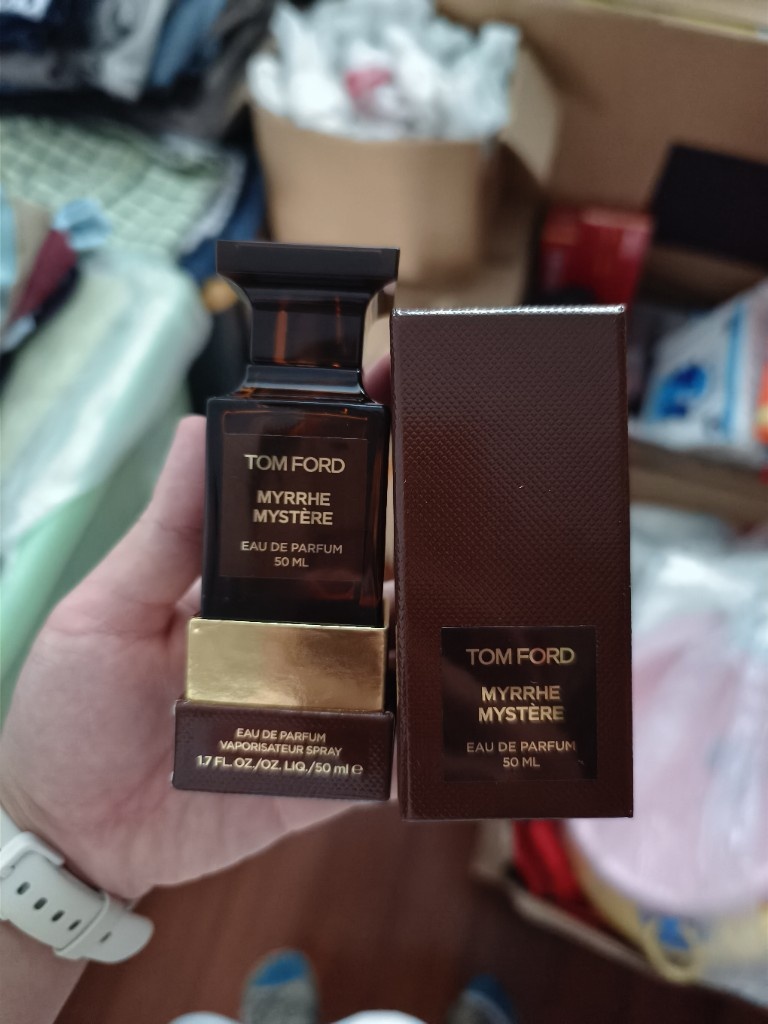 TOM FORD
MYRRHE
MYSTÈRE
EAU DE PARFUM
50 ML
EAU DE PARFUM
VAPORISATEUR SPRAY
1.7 FL. OZ./OZ. LIQ./50 ml ℮
TOM FORD
MYRRHE
MYSTÈRE
EAU DE PARFUM
50 ML